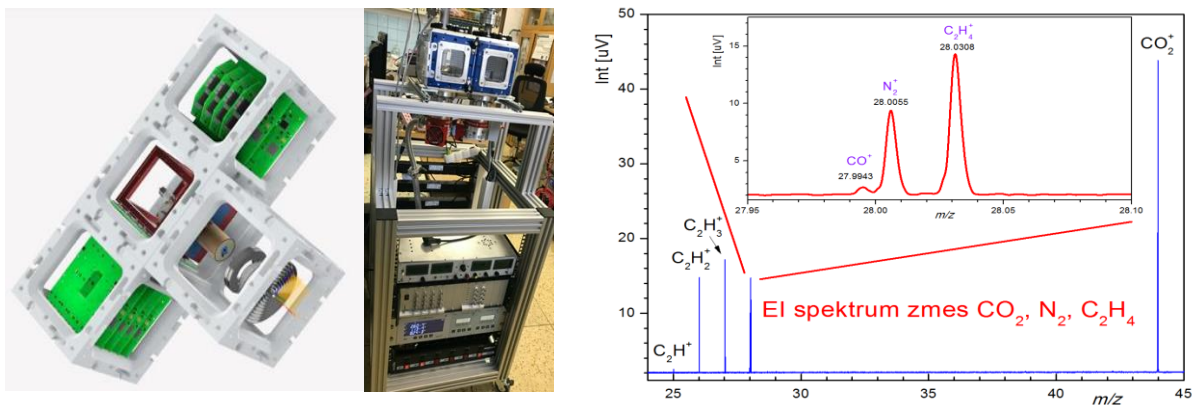 50
40
30
20
10
0
Int [uV]
25
30
35
40
45
m/z
CO₂⁺
C₂H₃⁺
C₂H₂⁺
C₂H⁺
EI spektrum zmes CO₂, N₂, C₂H₄
Int [uV]
15
10
5
C₂H₄⁺
28.0308
N₂⁺
28.0055
CO⁺
27.9943
27.95
28.00
28.05
28.10
m/z